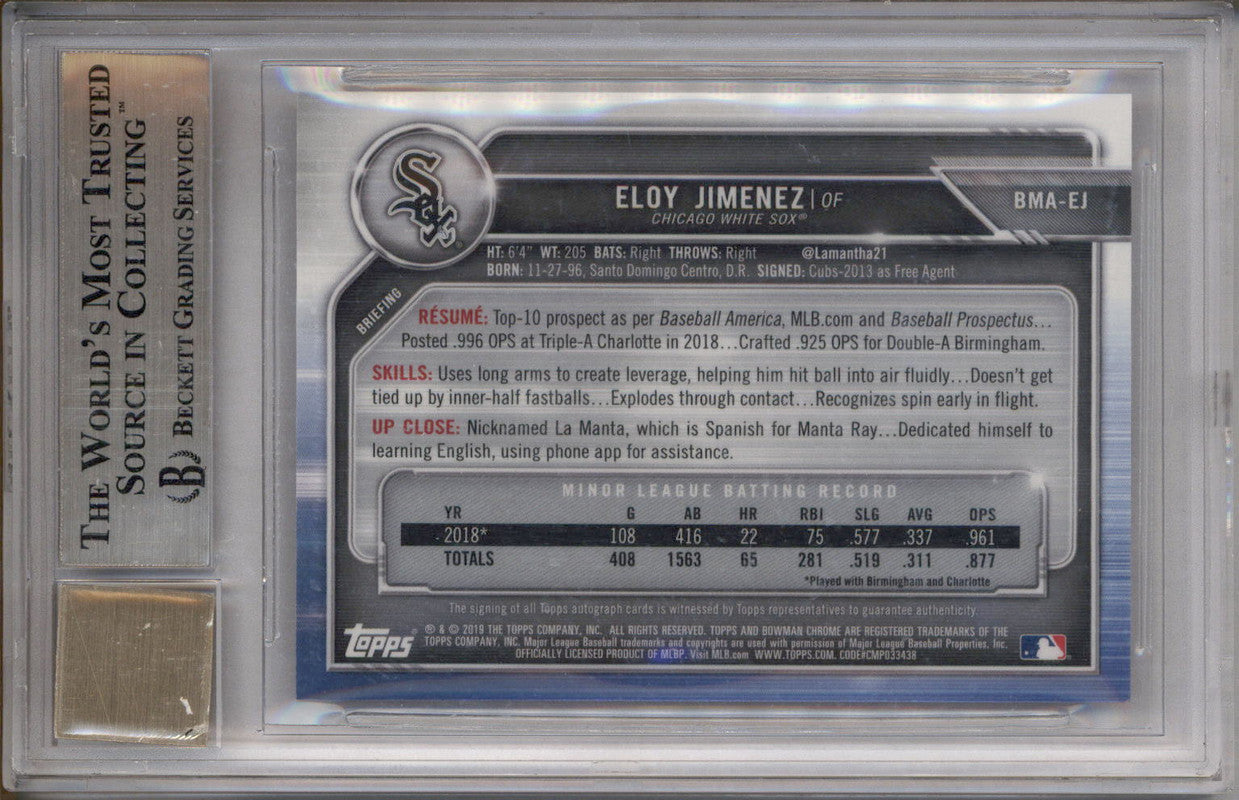 THE WORLD'S MOST TRUSTED
SOURCE IN COLLECTING™
B BECKETT GRADING SERVICES
Sox®
ELOY JIMENEZ | OF
CHICAGO WHITE SOX®
BMA-EJ
HT: 6'4" WT: 205 BATS: Right THROWS: Right @Lamantha21
BORN: 11-27-96, Santo Domingo Centro, D.R. SIGNED: Cubs-2013 as Free Agent
BRIEFING
RÉSUMÉ: Top-10 prospect as per Baseball America, MLB.com and Baseball Prospectus...
Posted .996 OPS at Triple-A Charlotte in 2018...Crafted .925 OPS for Double-A Birmingham.
SKILLS: Uses long arms to create leverage, helping him hit ball into air fluidly...Doesn't get
tied up by inner-half fastballs...Explodes through contact...Recognizes spin early in flight.
UP CLOSE: Nicknamed La Manta, which is Spanish for Manta Ray...Dedicated himself to
learning English, using phone app for assistance.
MINOR LEAGUE BATTING RECORD
YR G AB HR RBI SLG AVG OPS
2018* 108 416 22 75 .577 .337 .961
TOTALS 408 1563 65 281 .519 .311 .877
*Played with Birmingham and Charlotte
The signing of all Topps autograph cards is witnessed by Topps representatives to guarantee authenticity.
topps®
® & © 2019 THE TOPPS COMPANY, INC. ALL RIGHTS RESERVED. TOPPS AND BOWMAN CHROME ARE REGISTERED TRADEMARKS OF THE
TOPPS COMPANY, INC. Major League Baseball trademarks and copyrights are used with permission of Major League Baseball Properties, Inc.
OFFICIALLY LICENSED PRODUCT OF MLBP. Visit MLB.com WWW.TOPPS.COM. CODE#CMP033438